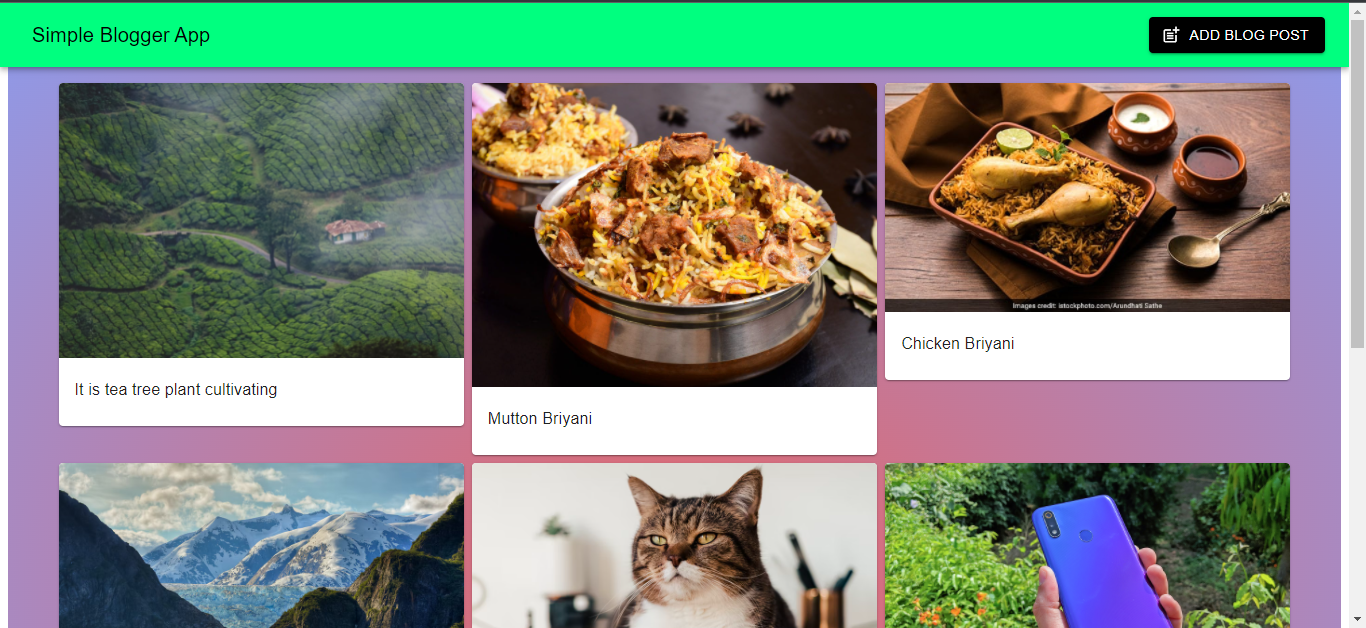 Simple Blogger App
ADD BLOG POST
Images credit: istockphoto.com/Arundhati Sathe
It is tea tree plant cultivating
Mutton Briyani
Chicken Briyani